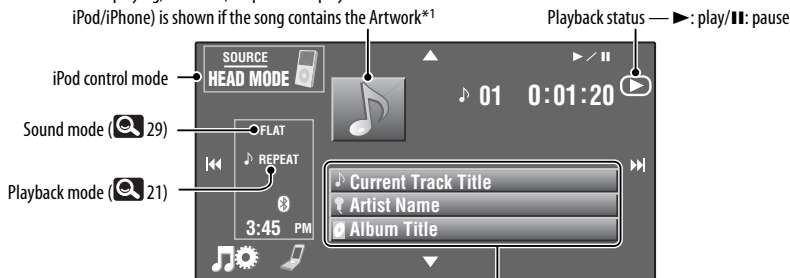 iPod/iPhone) is shown if the song contains the Artwork*1
Playback status — ►: play/❚❚: pause
iPod control mode
SOURCE
HEAD MODE
►/❚❚
♪ 01 0:01:20
Sound mode (29)
FLAT
♪ REPEAT
Playback mode (21)
Current Track Title
Artist Name
Album Title
3:45 PM